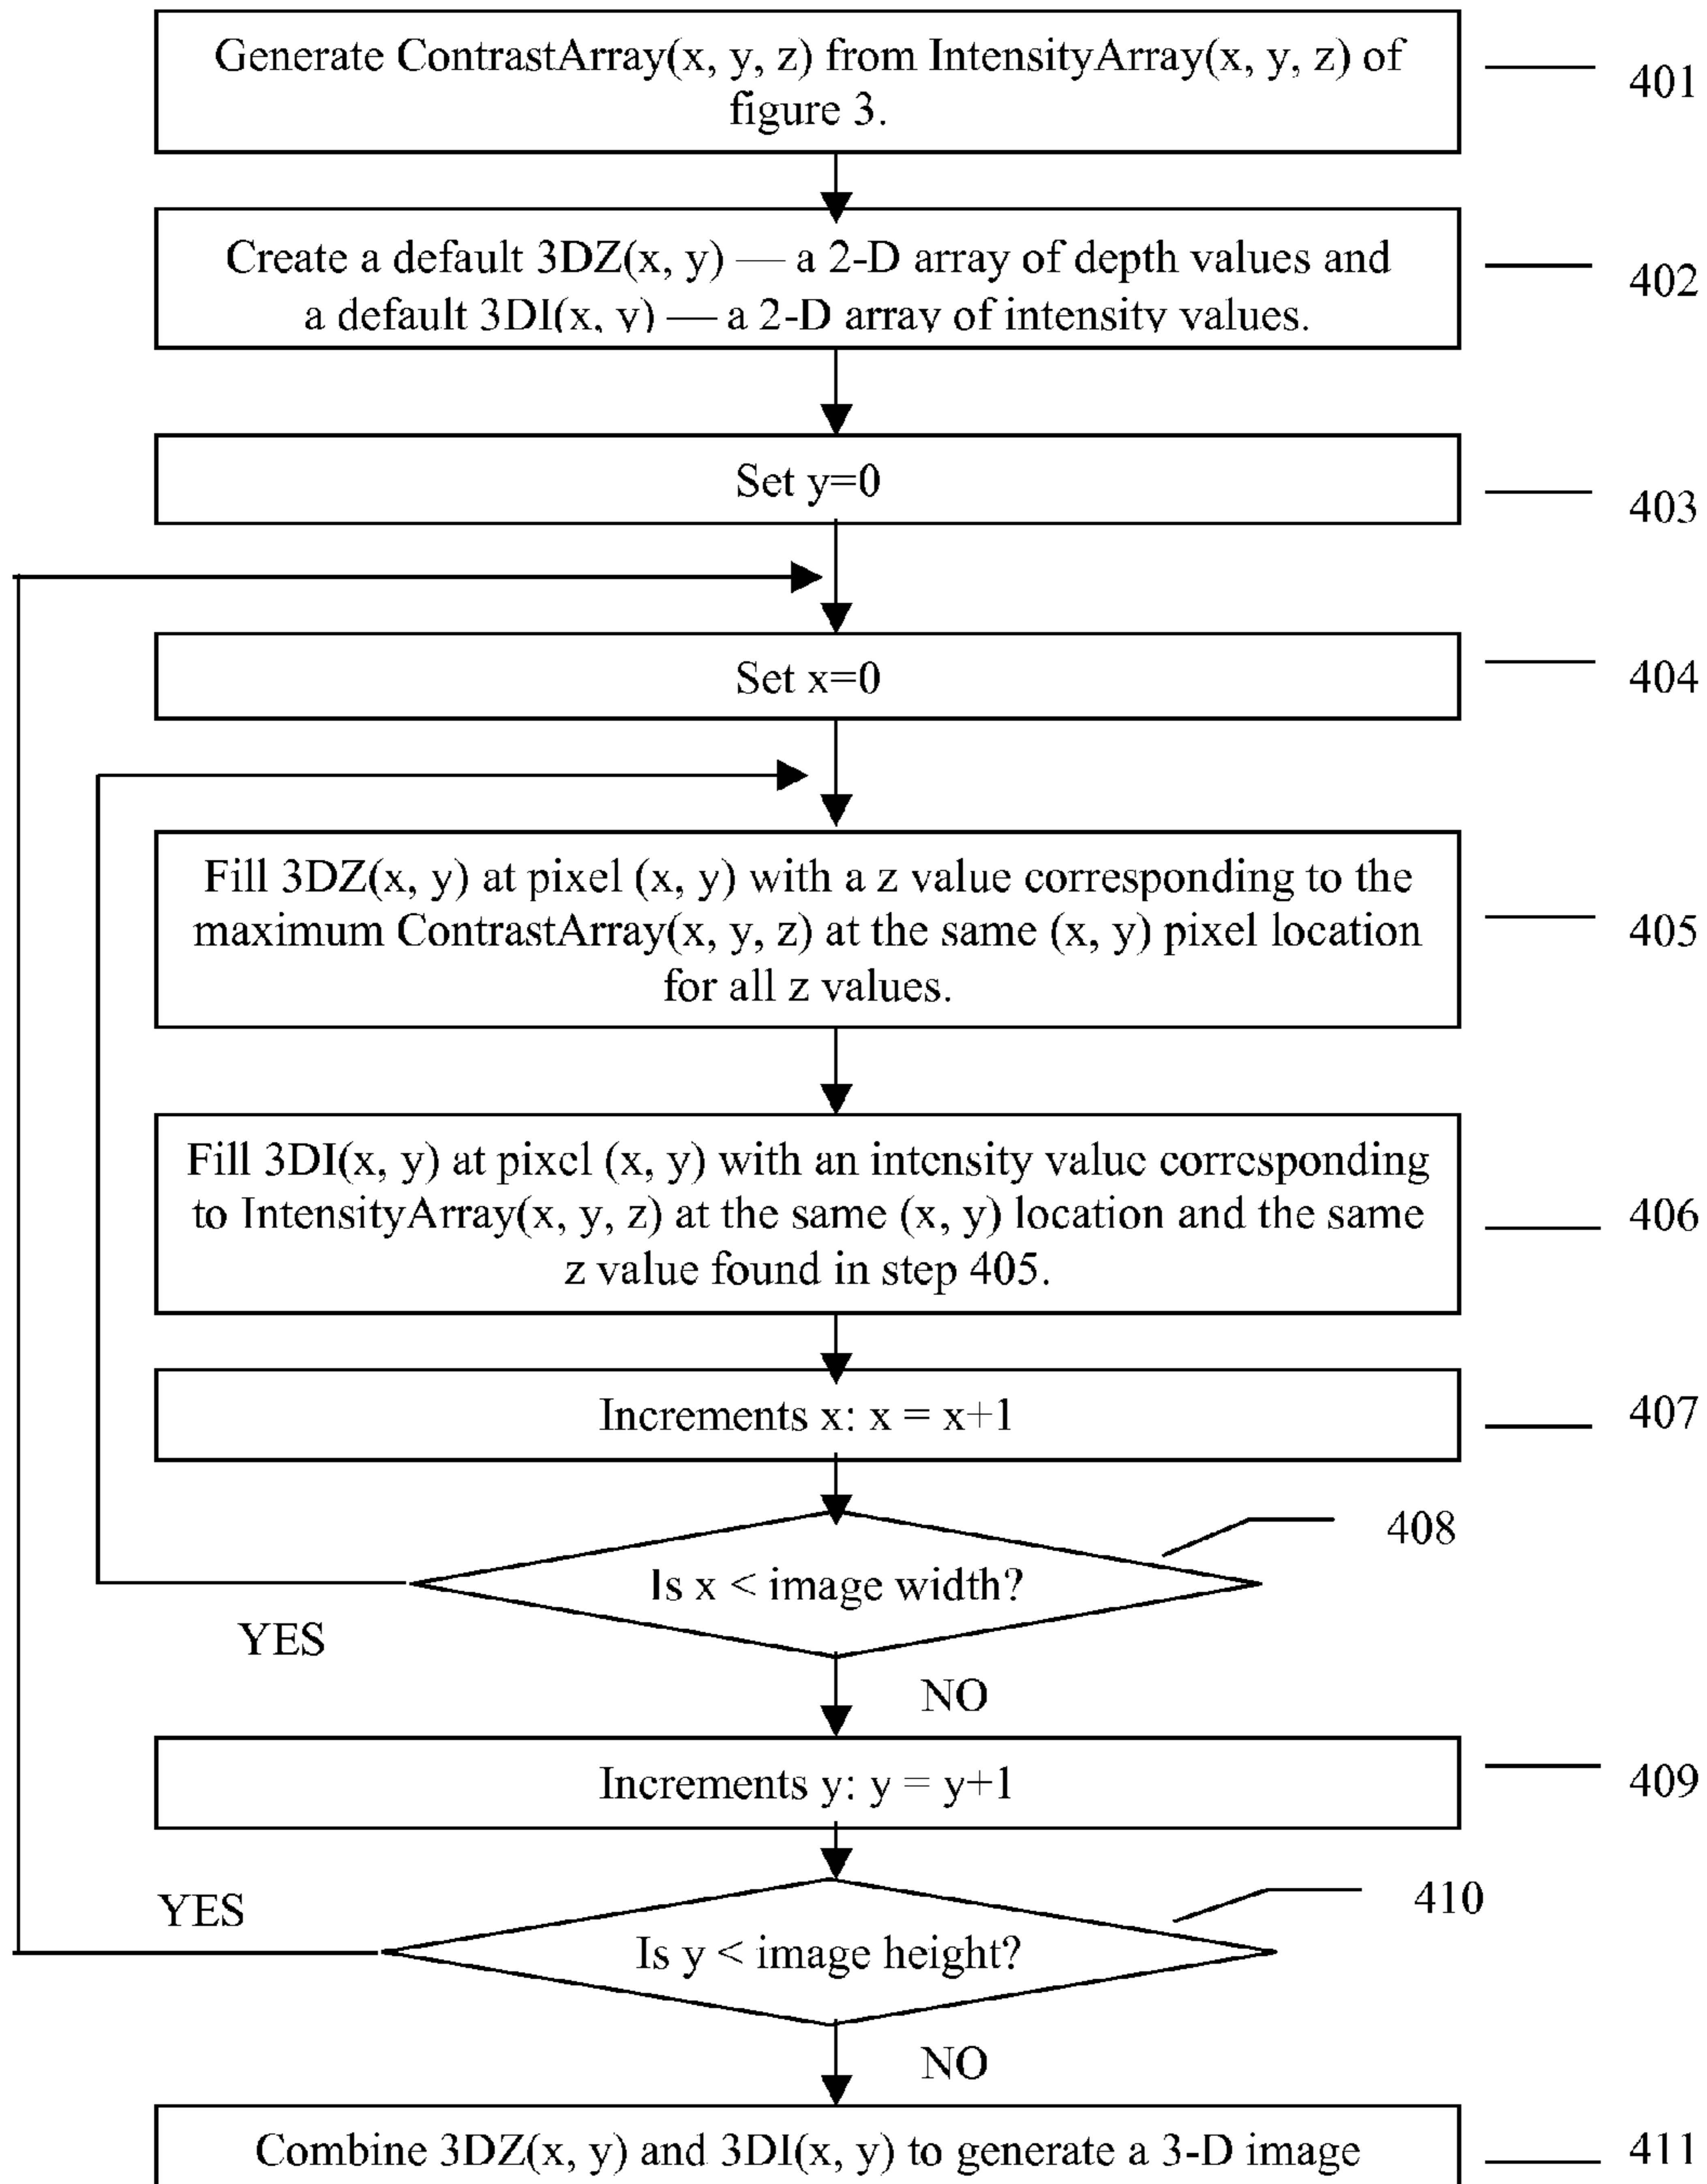 Generate ContrastArray(x, y, z) from IntensityArray(x, y, z) of
figure 3.
401
Create a default 3DZ(x, y) — a 2-D array of depth values and
a default 3DI(x, y) — a 2-D array of intensity values.
402
Set y=0
403
Set x=0
404
Fill 3DZ(x, y) at pixel (x, y) with a z value corresponding to the
maximum ContrastArray(x, y, z) at the same (x, y) pixel location
for all z values.
405
Fill 3DI(x, y) at pixel (x, y) with an intensity value corresponding
to IntensityArray(x, y, z) at the same (x, y) location and the same
z value found in step 405.
406
Increments x: x = x+1
407
408
Is x < image width?
YES
NO
Increments y: y = y+1
409
YES
410
Is y < image height?
NO
Combine 3DZ(x, y) and 3DI(x, y) to generate a 3-D image
411